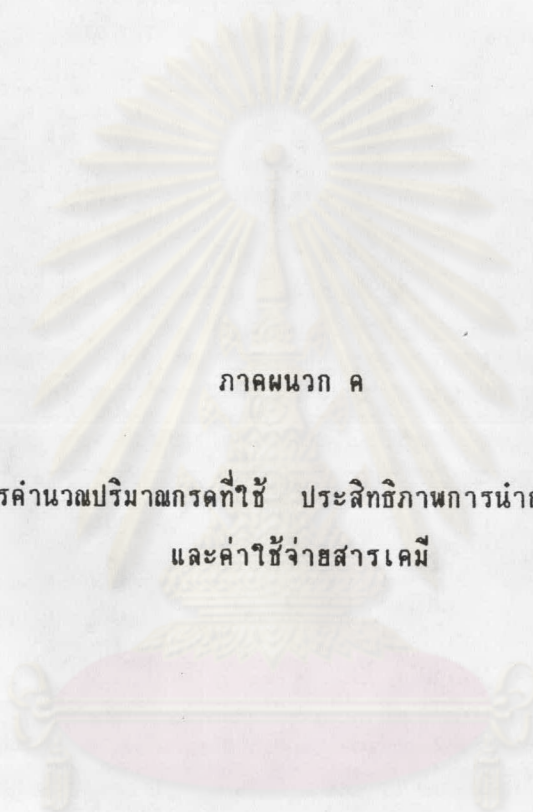 ภาคผนวก ค
รคำนวณปริมาณกรดที่ใช้ ประสิทธิภาพการนำ
และค่าใช้จ่ายสารเคมี